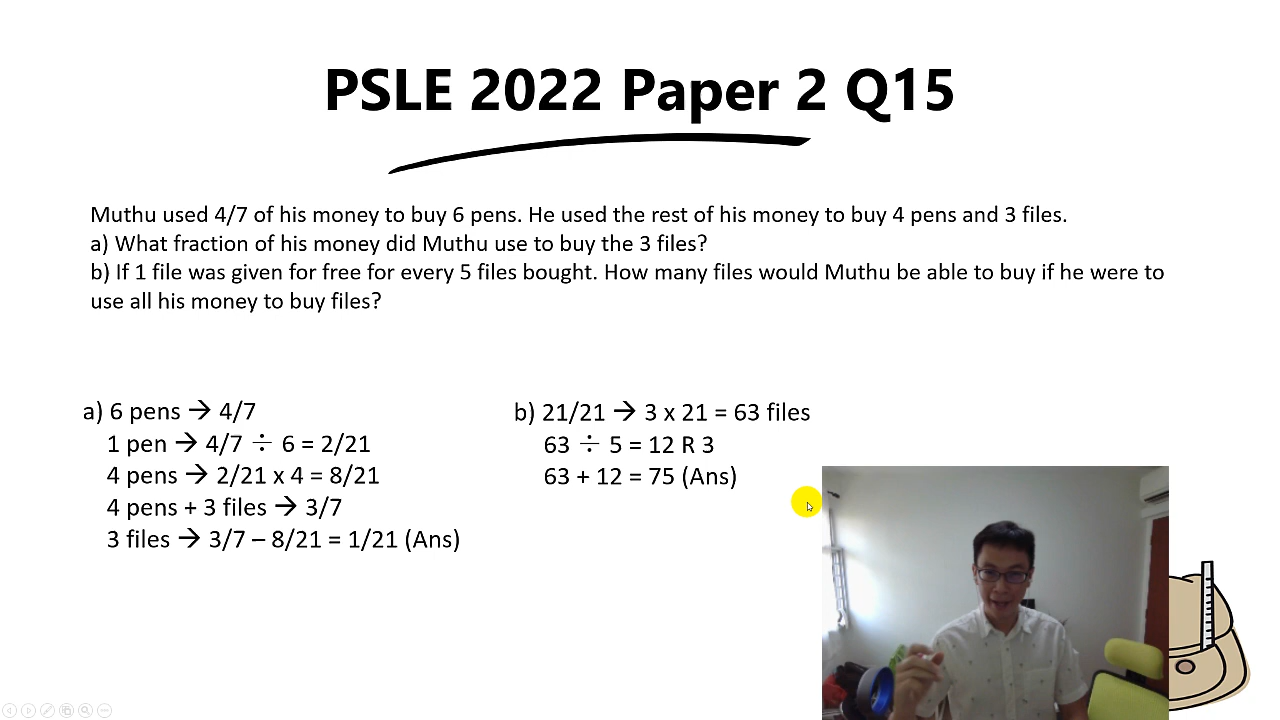 PSLE 2022 Paper 2 Q15
Muthu used 4/7 of his money to buy 6 pens. He used the rest of his money to buy 4 pens and 3 files.
a) What fraction of his money did Muthu use to buy the 3 files?
b) If 1 file was given for free for every 5 files bought. How many files would Muthu be able to buy if he were to
use all his money to buy files?
a) 6 pens → 4/7
1 pen → 4/7 ÷ 6 = 2/21
4 pens → 2/21 x 4 = 8/21
4 pens + 3 files → 3/7
3 files → 3/7 – 8/21 = 1/21 (Ans)
b) 21/21 → 3 x 21 = 63 files
63 ÷ 5 = 12 R 3
63 + 12 = 75 (Ans)